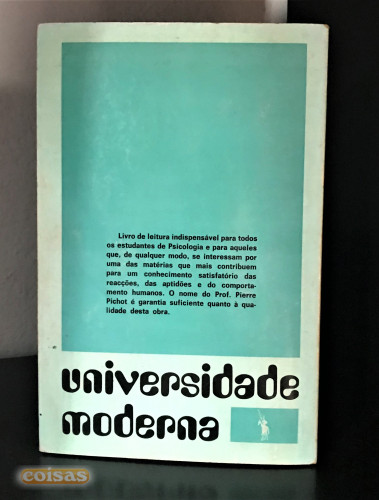 Livro de leitura indispensável para todos
os estudantes de Psicologia e para aqueles
que, de qualquer modo, se interessam por
uma das matérias que mais contribuem
para um conhecimento satisfatório das
reacções, das aptidões e do comporta-
mento humanos. O nome do Prof. Pierre
Pichot é garantia suficiente quanto à qua-
lidade desta obra.
universidade
moderna
coisas